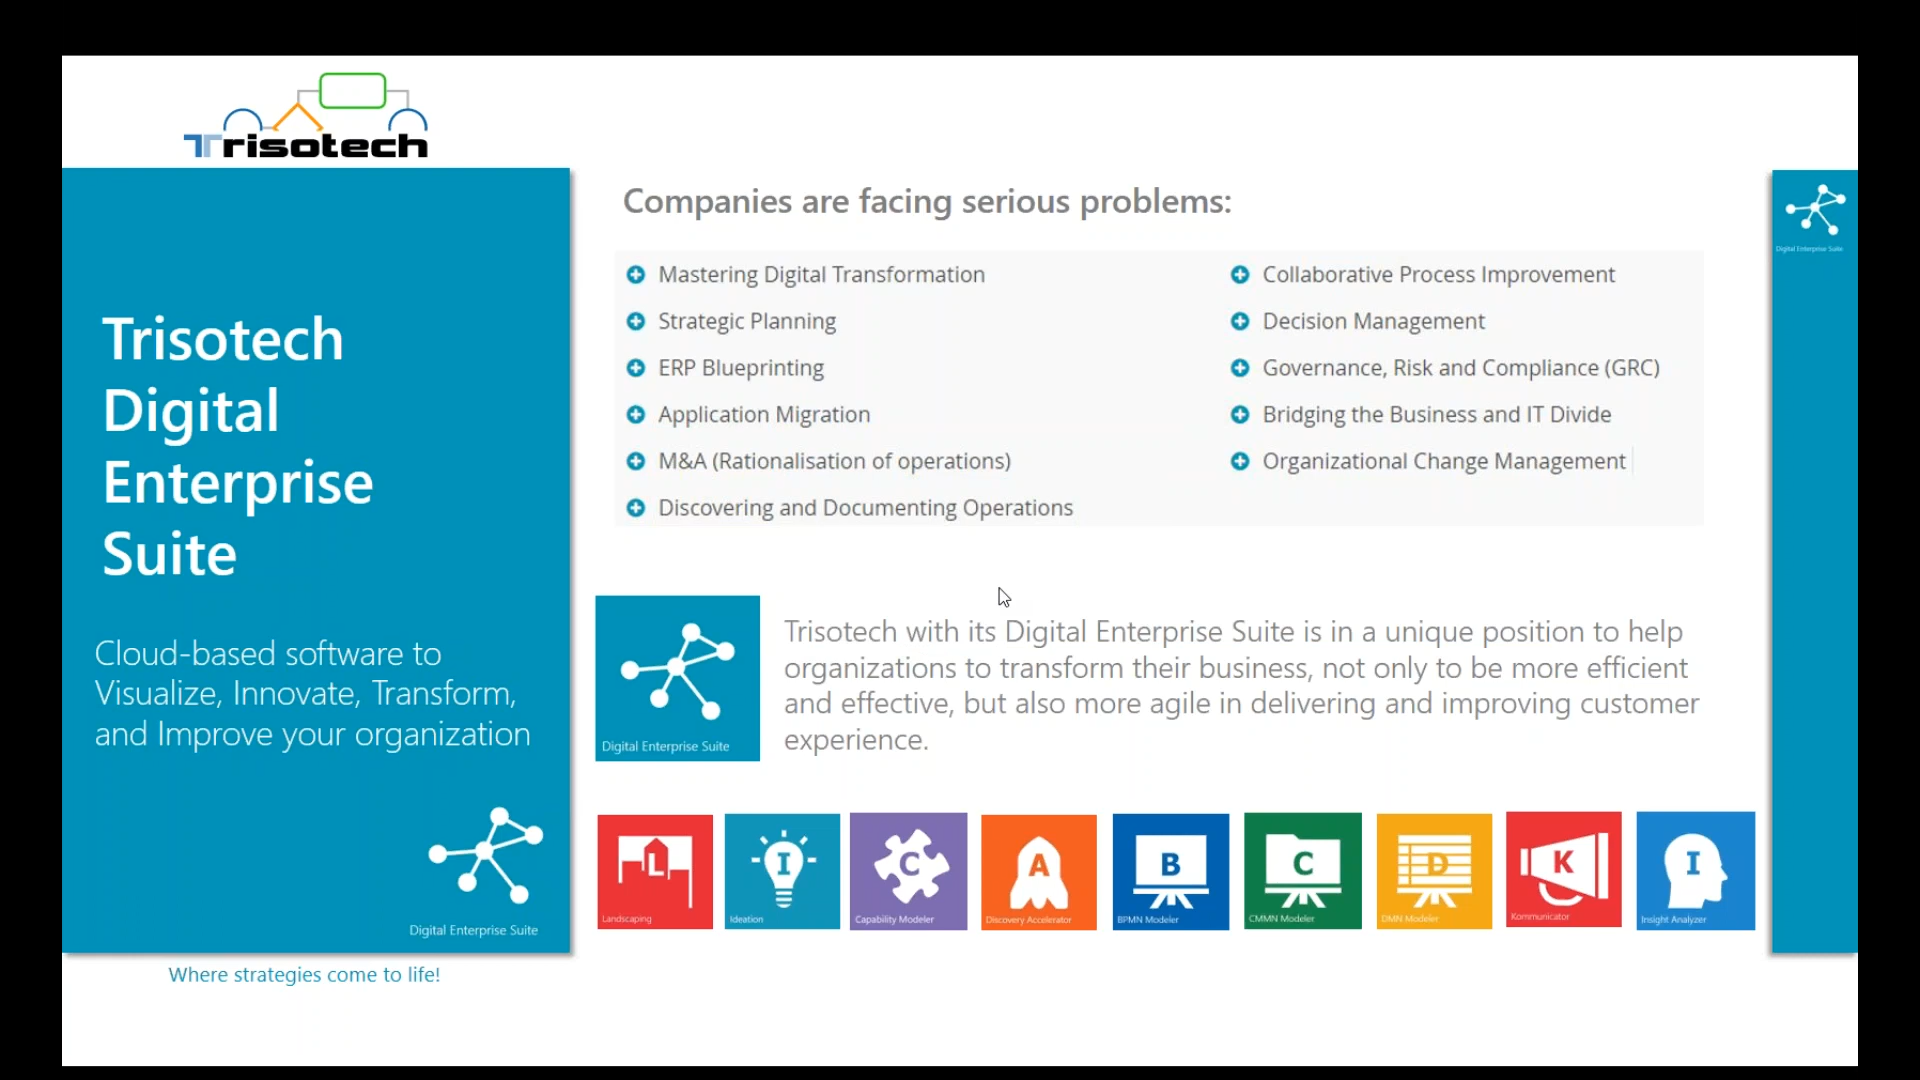 Trisotech
Trisotech
Digital
Enterprise
Suite
Cloud-based software to
Visualize, Innovate, Transform,
and Improve your organization
Digital Enterprise Suite
Where strategies come to life!
Companies are facing serious problems:
Mastering Digital Transformation
Strategic Planning
ERP Blueprinting
Application Migration
M&A (Rationalisation of operations)
Discovering and Documenting Operations
Collaborative Process Improvement
Decision Management
Governance, Risk and Compliance (GRC)
Bridging the Business and IT Divide
Organizational Change Management
Digital Enterprise Suite
Trisotech with its Digital Enterprise Suite is in a unique position to help
organizations to transform their business, not only to be more efficient
and effective, but also more agile in delivering and improving customer
experience.
L
Landscaping
I
Ideation
C
Capability Modeler
A
Discovery Accelerator
B
BPMN Modeler
C
CMMN Modeler
D
DMN Modeler
K
Kommunicator
I
Insight Analyzer
Digital Enterprise Suite